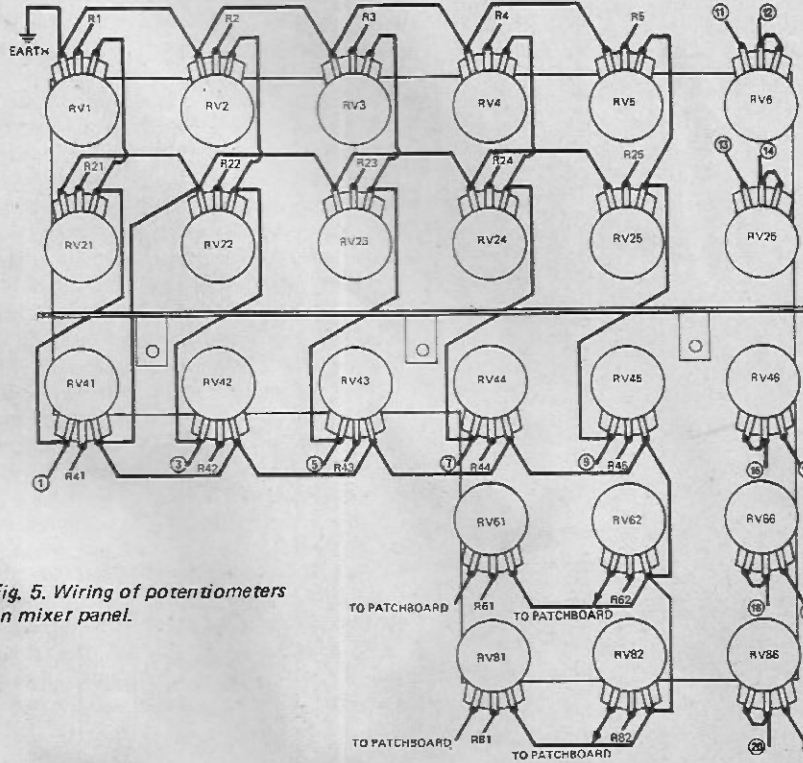 R1 R2 R3 R4 R5 11 12
EARTH
RV1 RV2 RV3 RV4 RV5 RV6
13 14
R21 R22 R23 R24 R25
RV21 RV22 RV23 RV24 RV25 RV26
RV41 RV42 RV43 RV44 RV45 RV46
1 R41 3 R42 5 R43 7 R44 9 R45 16
RV61 RV62 RV66
TO PATCHBOARD R61 TO PATCHBOARD R62 18
Fig. 5. Wiring of potentiometers
on mixer panel.
RV81 RV82 RV86
TO PATCHBOARD R81 TO PATCHBOARD R82 20